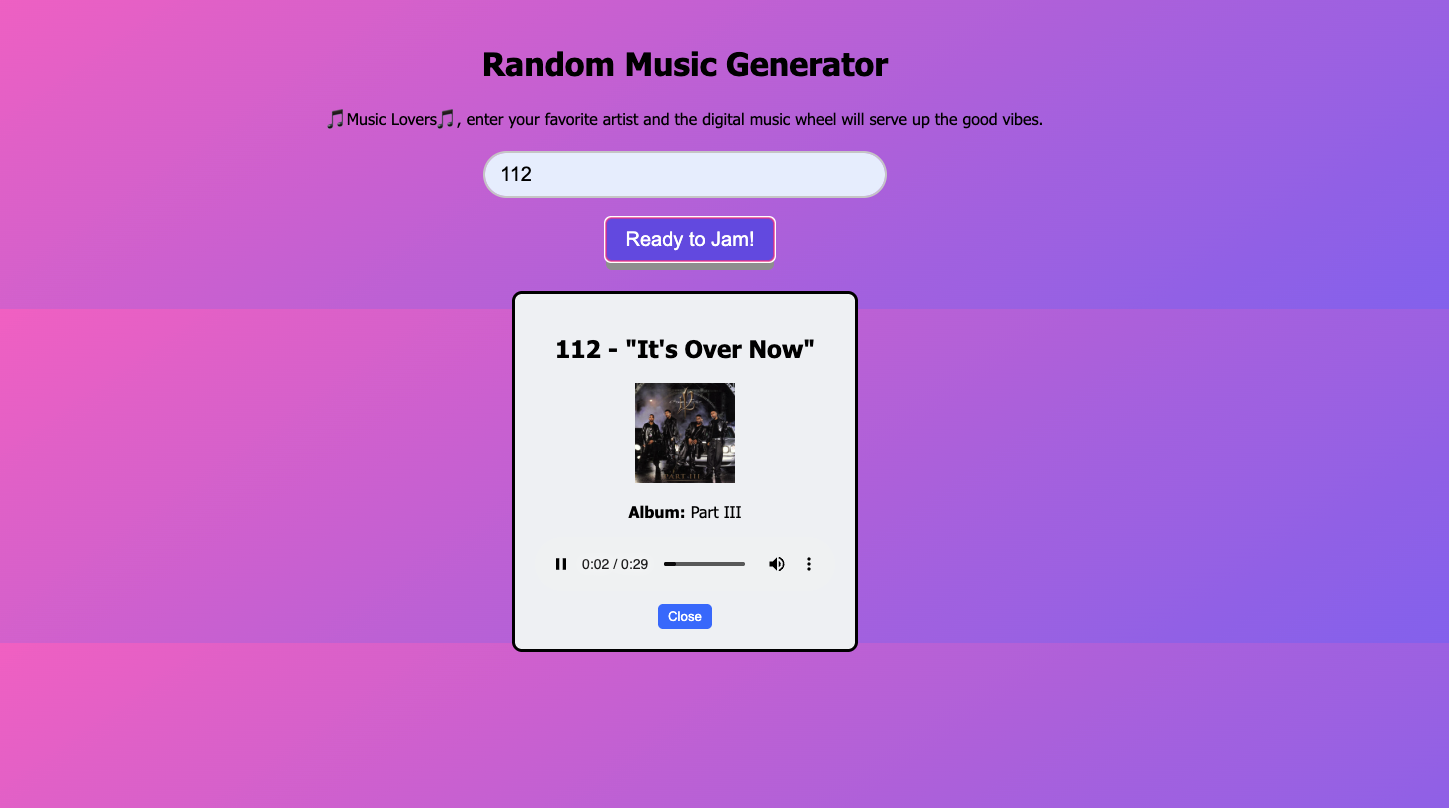 Random Music Generator
🎵Music Lovers🎵, enter your favorite artist and the digital music wheel will serve up the good vibes.
112
Ready to Jam!
112 - "It's Over Now"
PART III
Album: Part III
0:02 / 0:29
Close